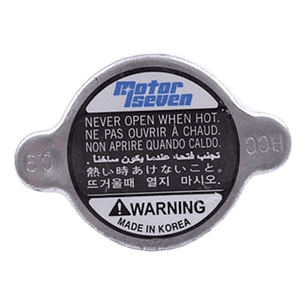 Motor
Seven
NEVER OPEN WHEN HOT.
NE PAS OUVRIR À CHAUD.
NON APRIRE QUANDO CALDO.
تجنب فتحه عندما يكون ساخنا.
熱い時あけないこと。
뜨거울때 열지 마시오.
WARNING
MADE IN KOREA